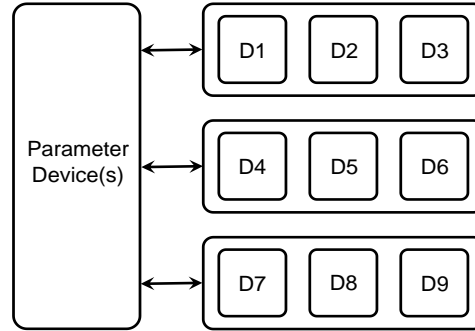 D1 D2 D3
Parameter
Device(s)
D4 D5 D6
D7 D8 D9